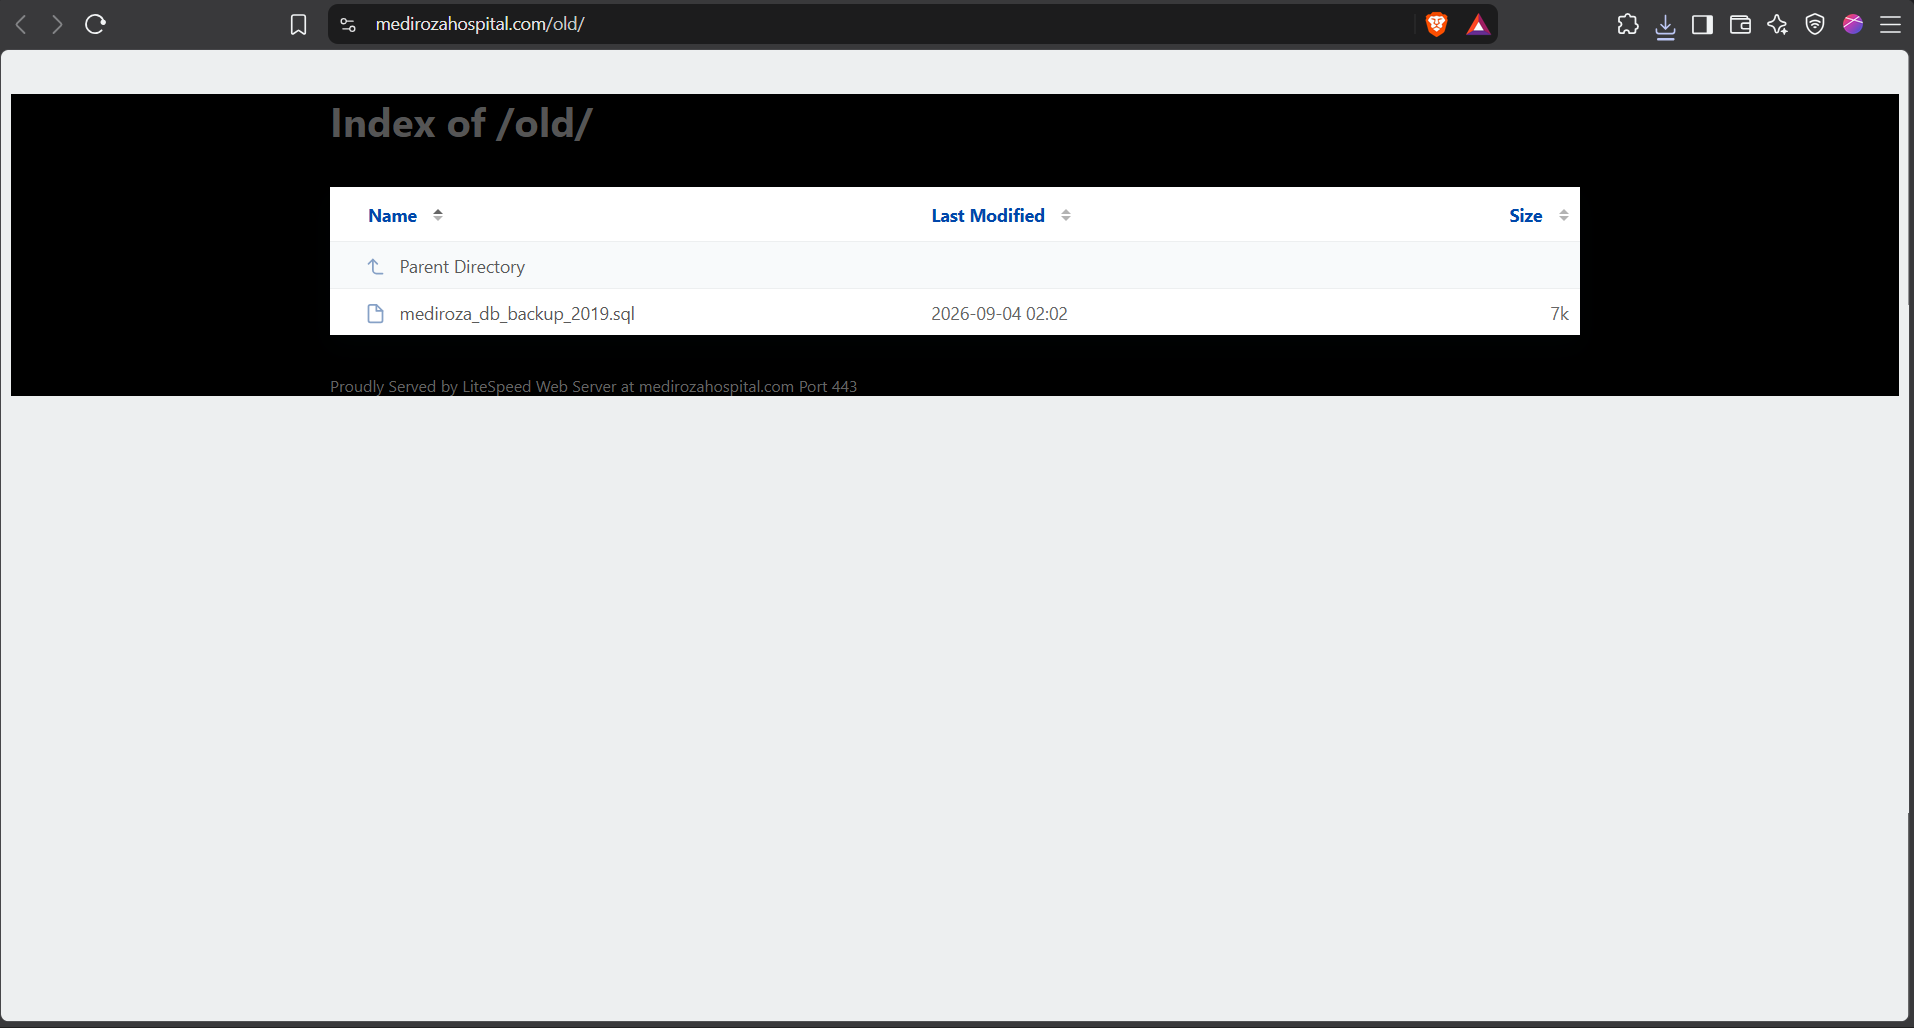 medirozahospital.com/old/
Index of /old/
Name Last Modified Size
Parent Directory
mediroza_db_backup_2019.sql 2026-09-04 02:02 7k
Proudly Served by LiteSpeed Web Server at medirozahospital.com Port 443